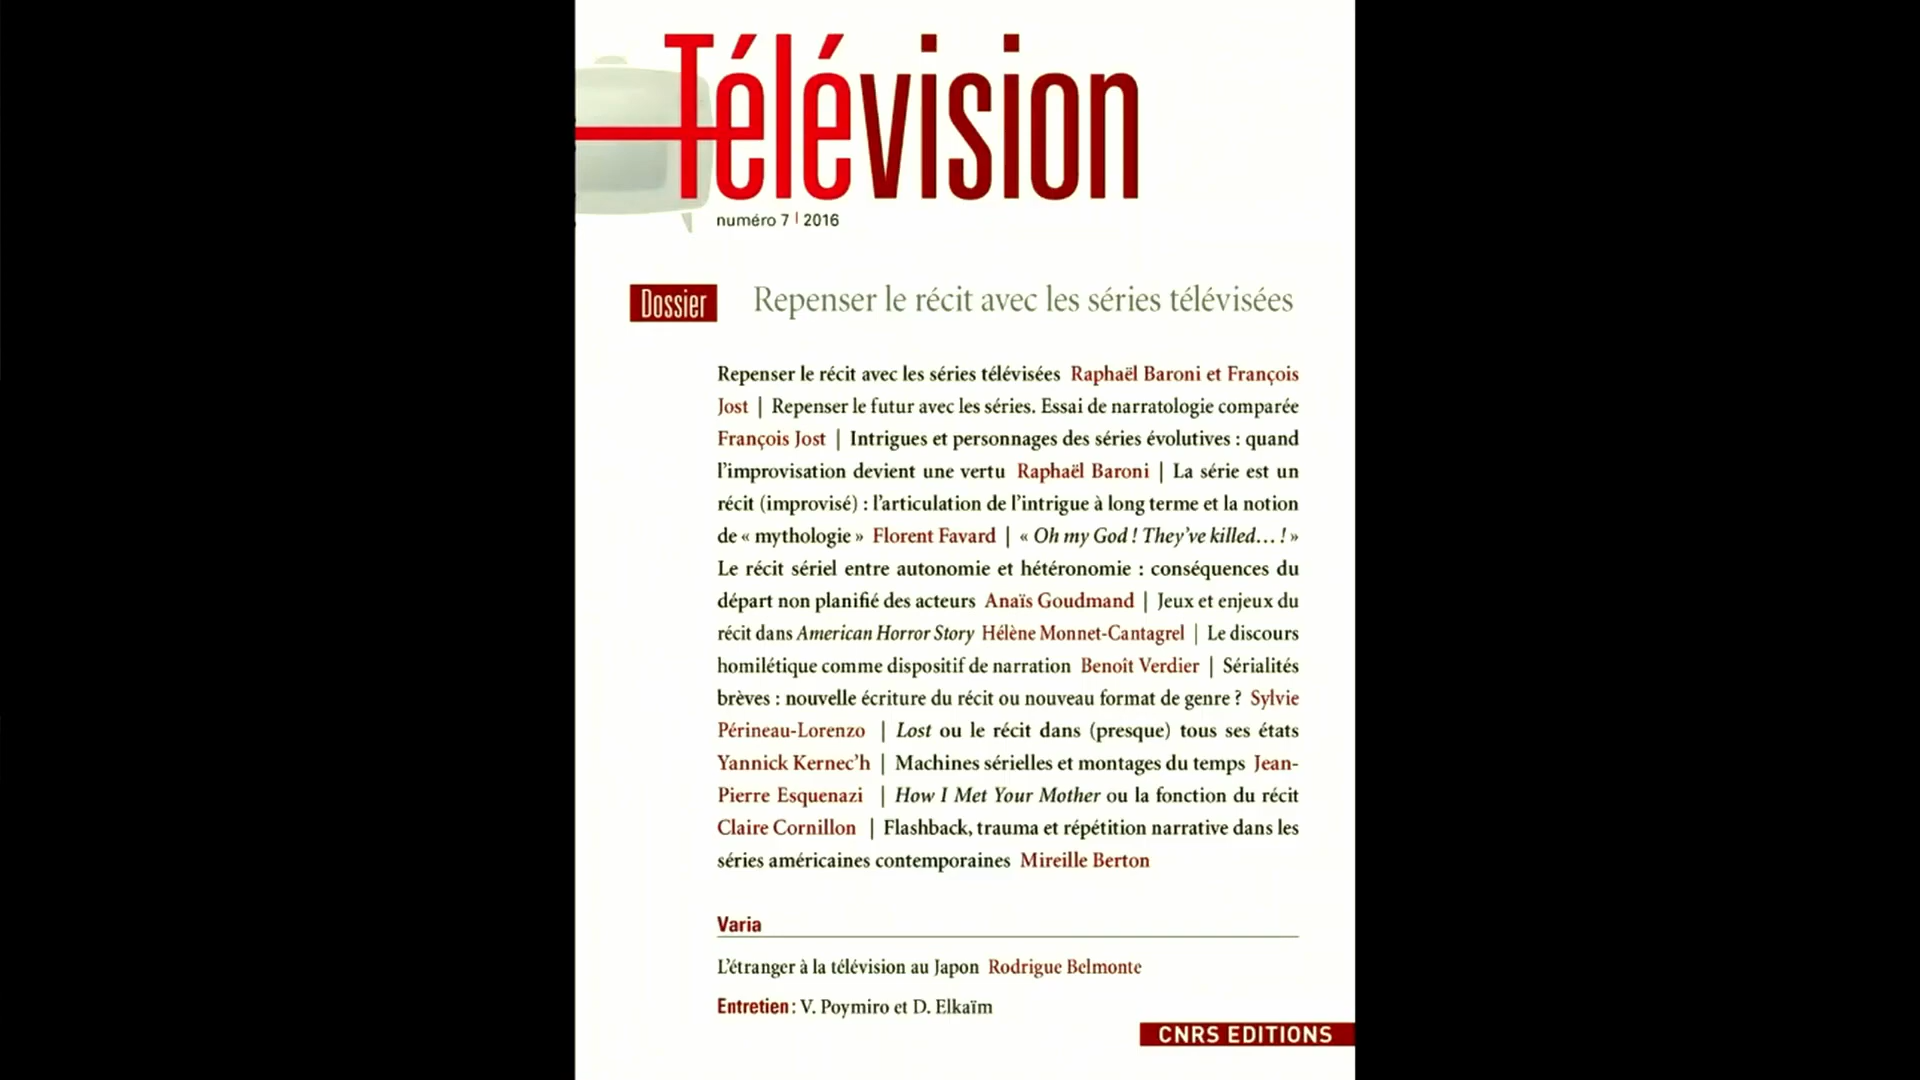 Télévision
numéro 7 | 2016
Dossier
Repenser le récit avec les séries télévisées
Repenser le récit avec les séries télévisées Raphaël Baroni et François
Jost | Repenser le futur avec les séries. Essai de narratologie comparée
François Jost | Intrigues et personnages des séries évolutives : quand
l’improvisation devient une vertu Raphaël Baroni | La série est un
récit (improvisé) : l’articulation de l’intrigue à long terme et la notion
de « mythologie » Florent Favard | « Oh my God ! They’ve killed… ! »
Le récit sériel entre autonomie et hétéronomie : conséquences du
départ non planifié des acteurs Anaïs Goudmand | Jeux et enjeux du
récit dans American Horror Story Hélène Monnet-Cantagrel | Le discours
homilétique comme dispositif de narration Benoît Verdier | Sérialités
brèves : nouvelle écriture du récit ou nouveau format de genre ? Sylvie
Périneau-Lorenzo | Lost ou le récit dans (presque) tous ses états
Yannick Kernec’h | Machines sérielles et montages du temps Jean-
Pierre Esquenazi | How I Met Your Mother ou la fonction du récit
Claire Cornillon | Flashback, trauma et répétition narrative dans les
séries américaines contemporaines Mireille Berton
Varia
L’étranger à la télévision au Japon Rodrigue Belmonte
Entretien : V. Poymiro et D. Elkaïm
CNRS EDITIONS